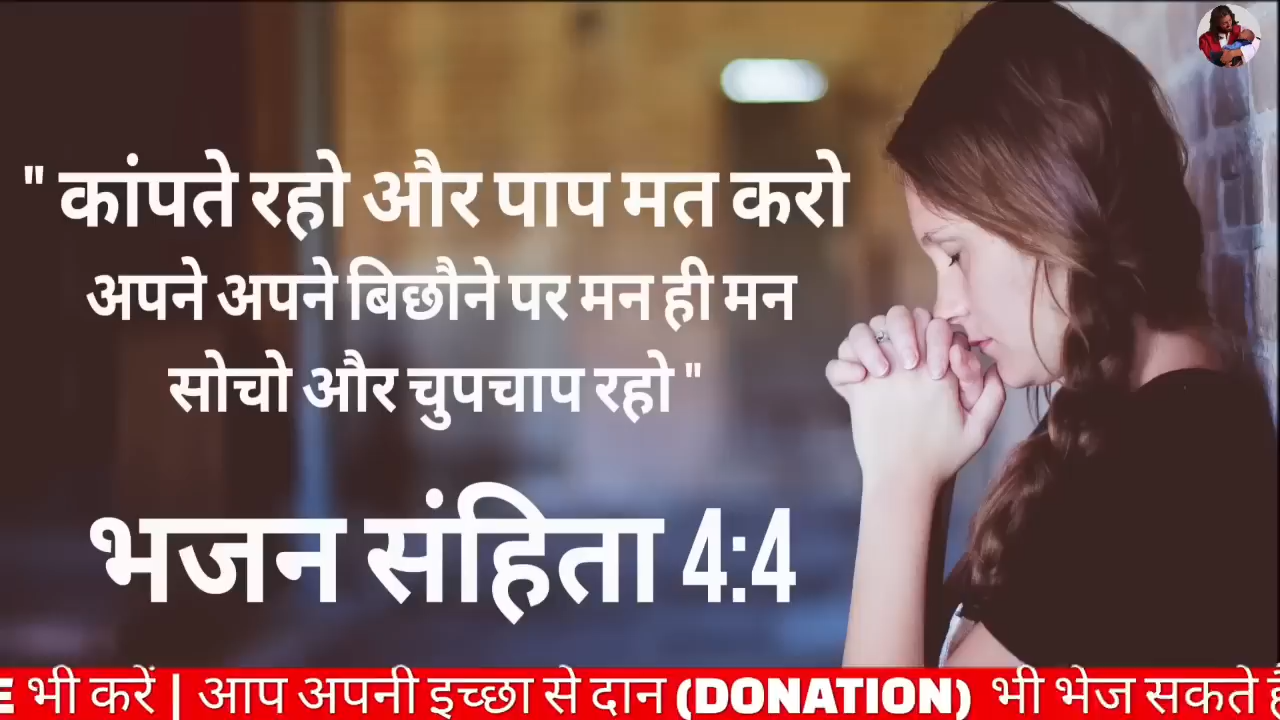 " कांपते रहो और पाप मत करो
अपने अपने बिछौने पर मन ही मन
सोचो और चुपचाप रहो "
भजन संहिता 4:4
भी करें | आप अपनी इच्छा से दान (DONATION) भी भेज सकते